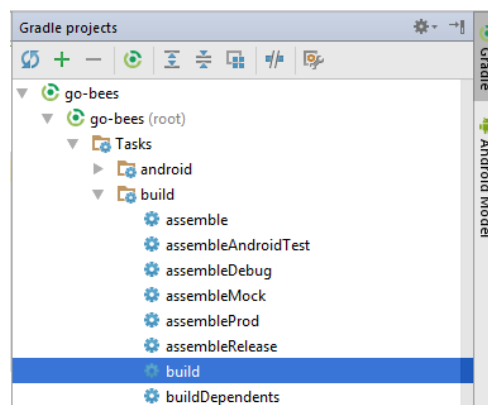 Gradle projects
go-bees
go-bees (root)
Tasks
android
build
assemble
assembleAndroidTest
assembleDebug
assembleMock
assembleProd
assembleRelease
build
buildDependents
Gradle
Android Model